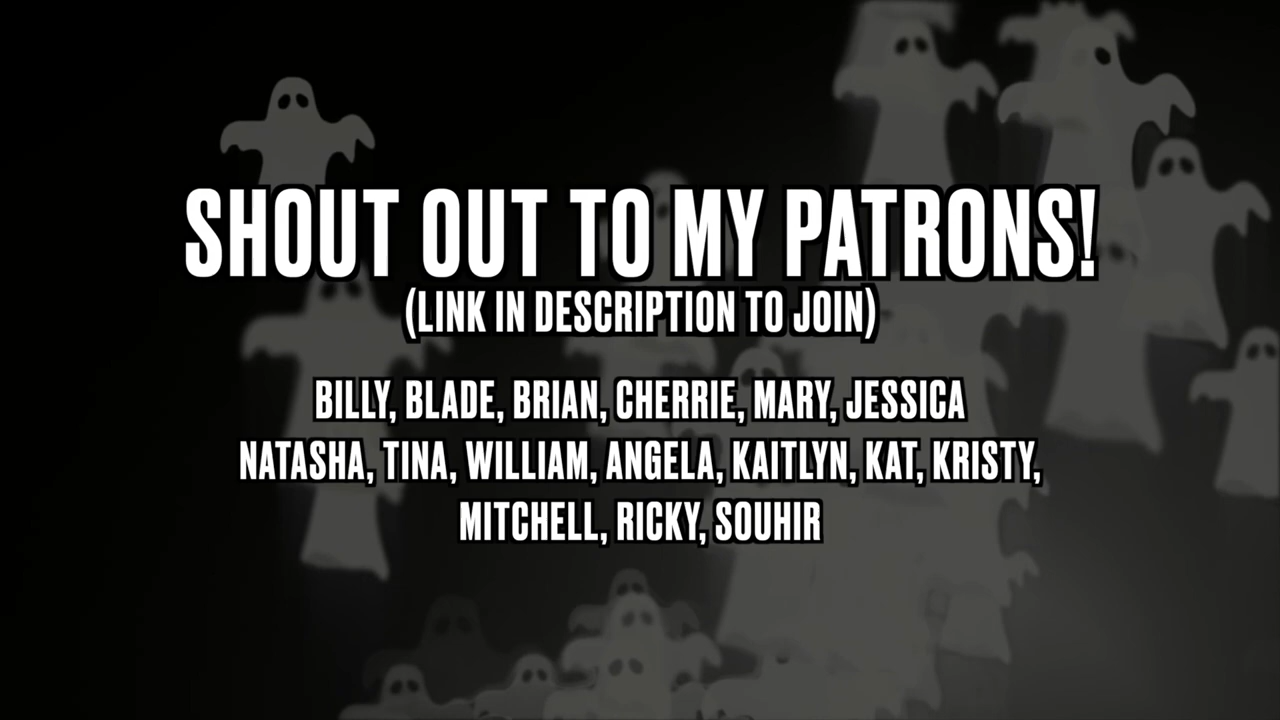 SHOUT OUT TO MY PATRONS!
(LINK IN DESCRIPTION TO JOIN)
BILLY, BLADE, BRIAN, CHERRIE, MARY, JESSICA
NATASHA, TINA, WILLIAM, ANGELA, KAITLYN, KAT, KRISTY,
MITCHELL, RICKY, SOUHIR